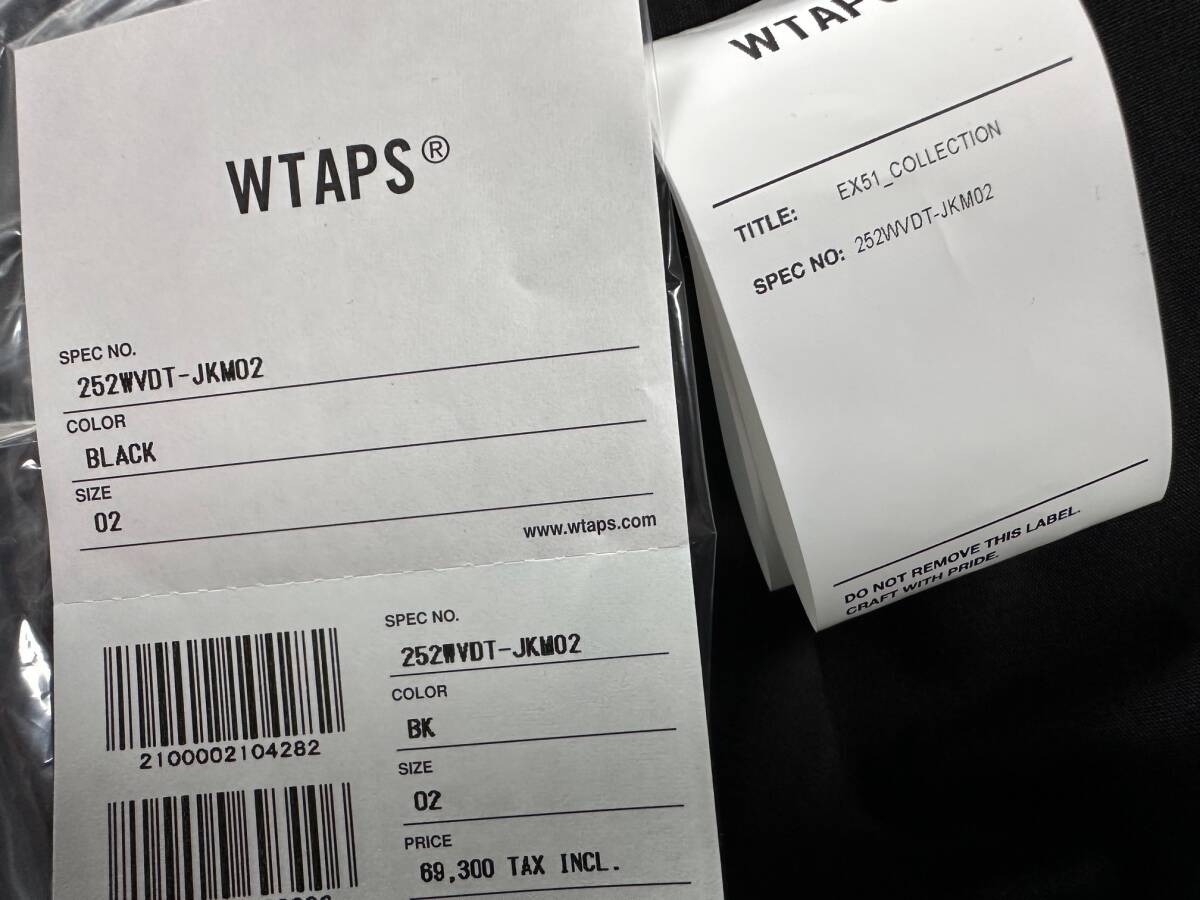 WTAPS®
SPEC NO.
252WVDT-JKM02
COLOR
BLACK
SIZE
02
www.wtaps.com
SPEC NO.
252WVDT-JKM02
COLOR
BK
SIZE
02
PRICE
69,300 TAX INCL.
2100002104282
WTAPS
TITLE: EX51_COLLECTION
SPEC NO: 252WVDT-JKM02
DO NOT REMOVE THIS LABEL.
CRAFT WITH PRIDE.